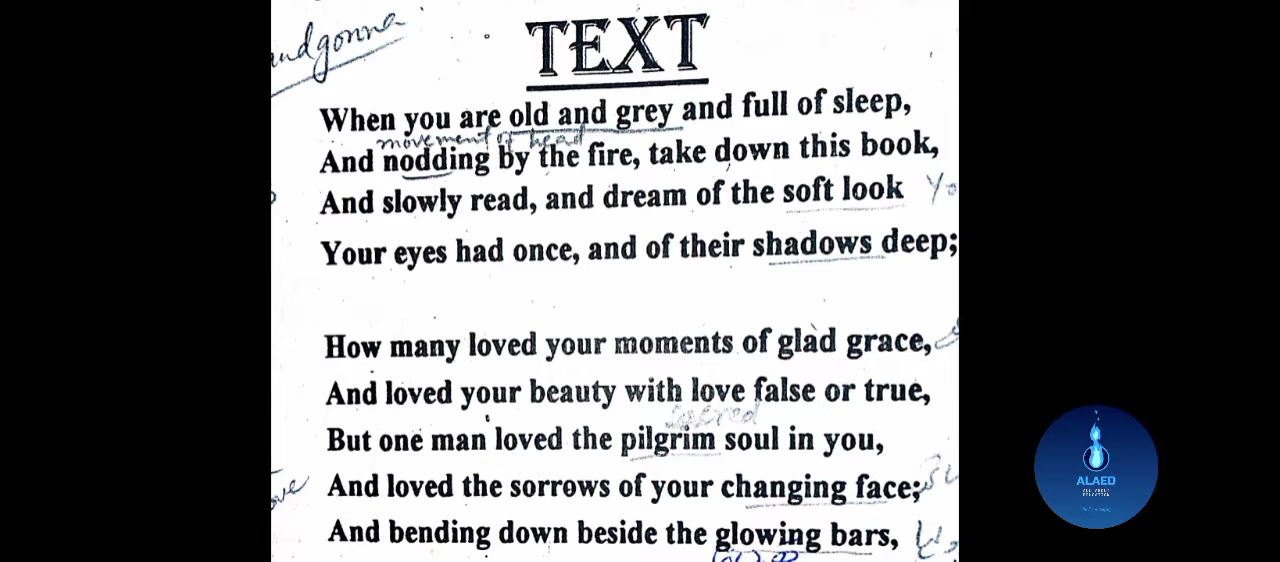 andgonna
TEXT
When you are old and grey and full of sleep,
movement of head
And nodding by the fire, take down this book,
And slowly read, and dream of the soft look
Your eyes had once, and of their shadows deep;
How many loved your moments of glad grace,
And loved your beauty with love false or true,
sacred
But one man loved the pilgrim soul in you,
And loved the sorrows of your changing face;
And bending down beside the glowing bars,
ALAED
ALL ABOUT
EDUCATION